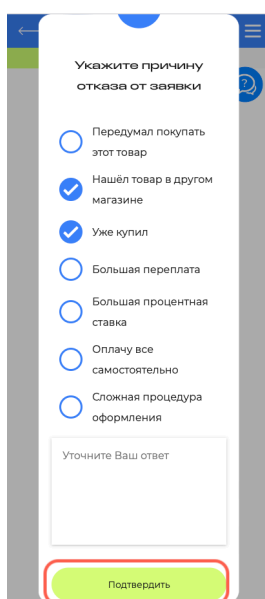 Укажите причину
отказа от заявки
Передумал покупать
этот товар
Нашёл товар в другом
магазине
Уже купил
Большая переплата
Большая процентная
ставка
Оплачу все
самостоятельно
Сложная процедура
оформления
Уточните Ваш ответ
Подтвердить